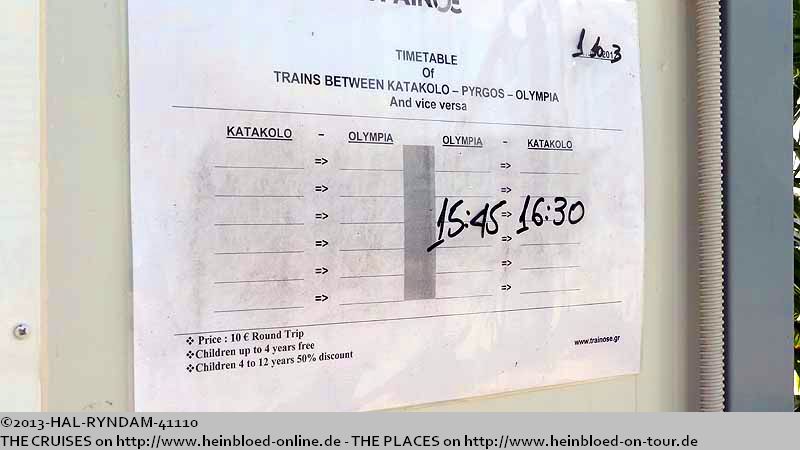 1 10 2013
TIMETABLE
Of
TRAINS BETWEEN KATAKOLO – PYRGOS – OLYMPIA
And vice versa
KATAKOLO – OLYMPIA OLYMPIA – KATAKOLO
=> =>
=> =>
=> 15:45 => 16:30
=> =>
=> =>
=> =>
❖ Price : 10 € Round Trip
❖ Children up to 4 years free
❖ Children 4 to 12 years 50% discount
www.trainose.gr
©2013-HAL-RYNDAM-41110
THE CRUISES on http://www.heinbloed-online.de - THE PLACES on http://www.heinbloed-on-tour.de